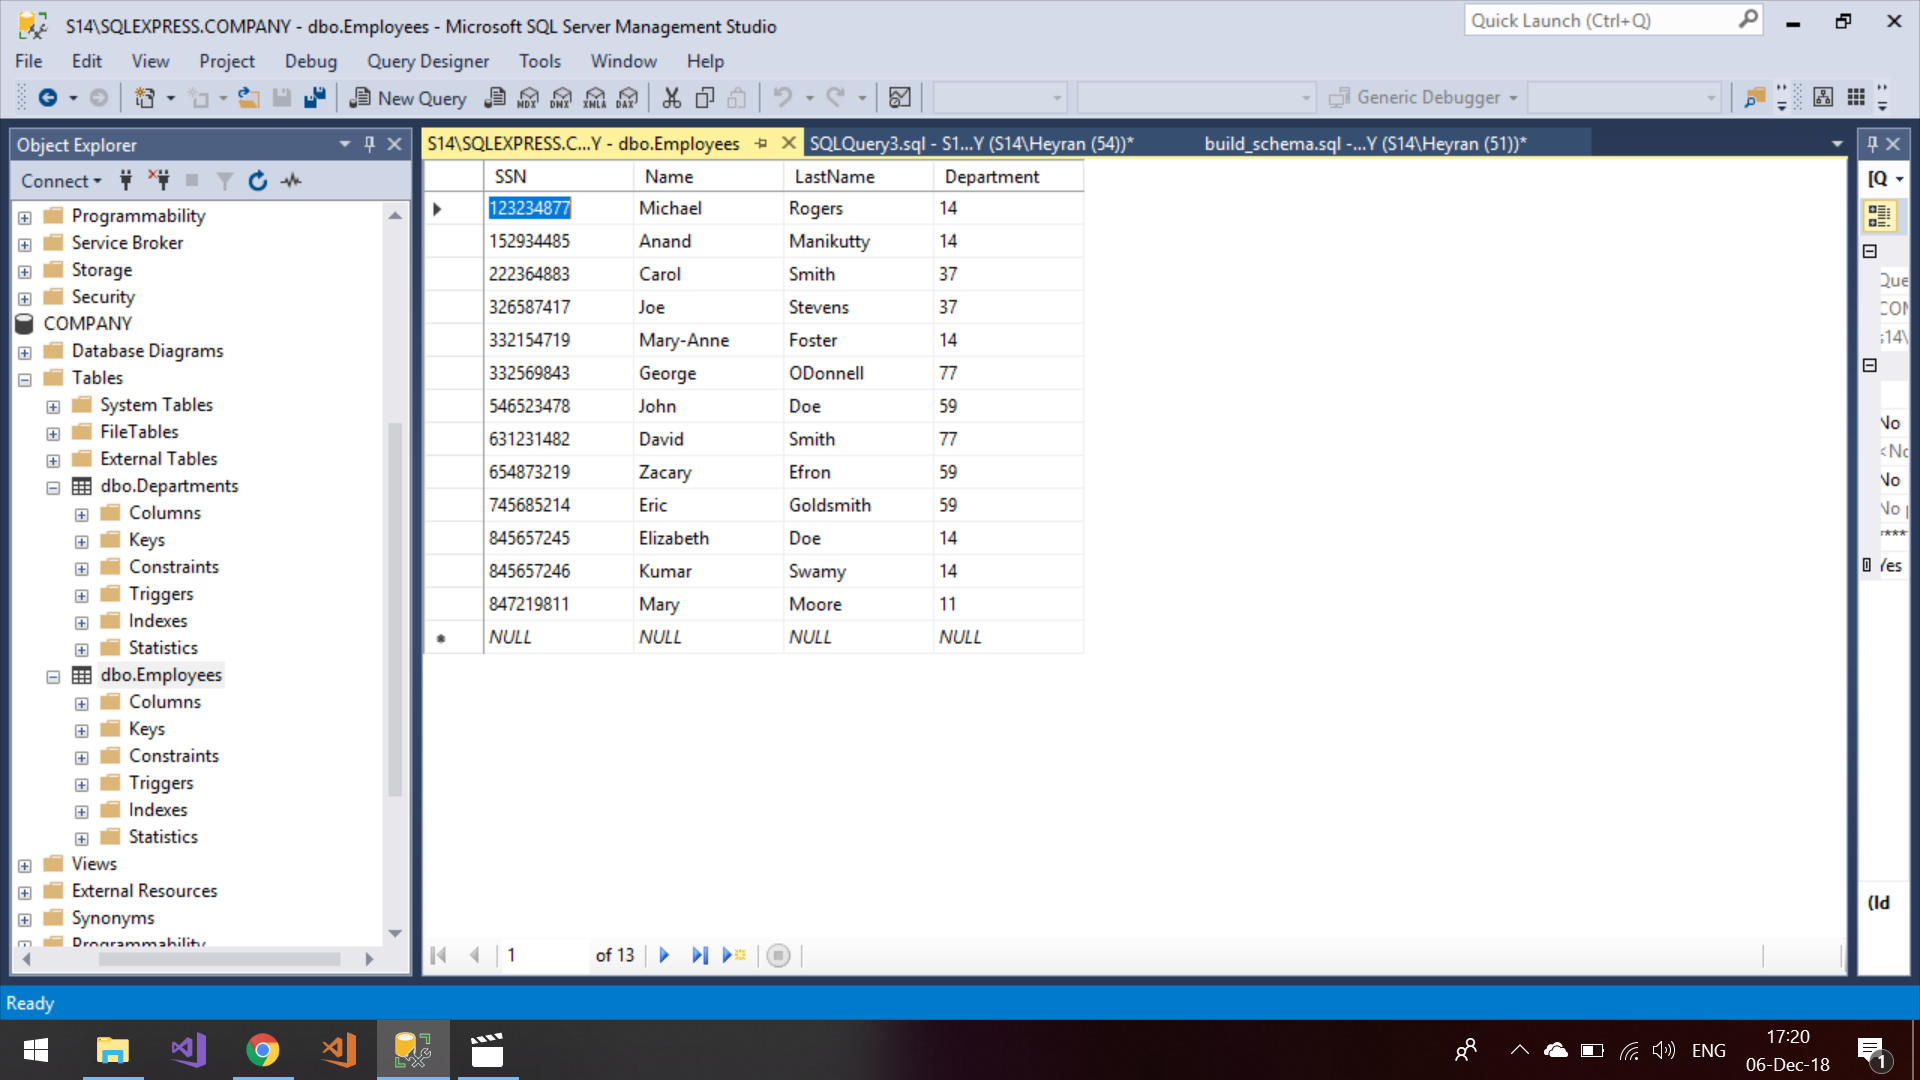 S14\SQLEXPRESS.COMPANY - dbo.Employees - Microsoft SQL Server Management Studio
Quick Launch (Ctrl+Q)
File Edit View Project Debug Query Designer Tools Window Help
New Query MDX DMX XMLA DAX Generic Debugger
Object Explorer
Connect
Programmability
Service Broker
Storage
Security
COMPANY
Database Diagrams
Tables
System Tables
FileTables
External Tables
dbo.Departments
Columns
Keys
Constraints
Triggers
Indexes
Statistics
dbo.Employees
Columns
Keys
Constraints
Triggers
Indexes
Statistics
Views
External Resources
Synonyms
Programmability
S14\SQLEXPRESS.C...Y - dbo.Employees SQLQuery3.sql - S1...Y (S14\Heyran (54))* build_schema.sql -...Y (S14\Heyran (51))*
SSN Name LastName Department
123234877 Michael Rogers 14
152934485 Anand Manikutty 14
222364883 Carol Smith 37
326587417 Joe Stevens 37
332154719 Mary-Anne Foster 14
332569843 George ODonnell 77
546523478 John Doe 59
631231482 David Smith 77
654873219 Zacary Efron 59
745685214 Eric Goldsmith 59
845657245 Elizabeth Doe 14
845657246 Kumar Swamy 14
847219811 Mary Moore 11
NULL NULL NULL NULL
1 of 13
[Q
Que
COM
s14\
No
<No
No
No p
****
Yes
(Id
Ready
ENG
17:20
06-Dec-18
1